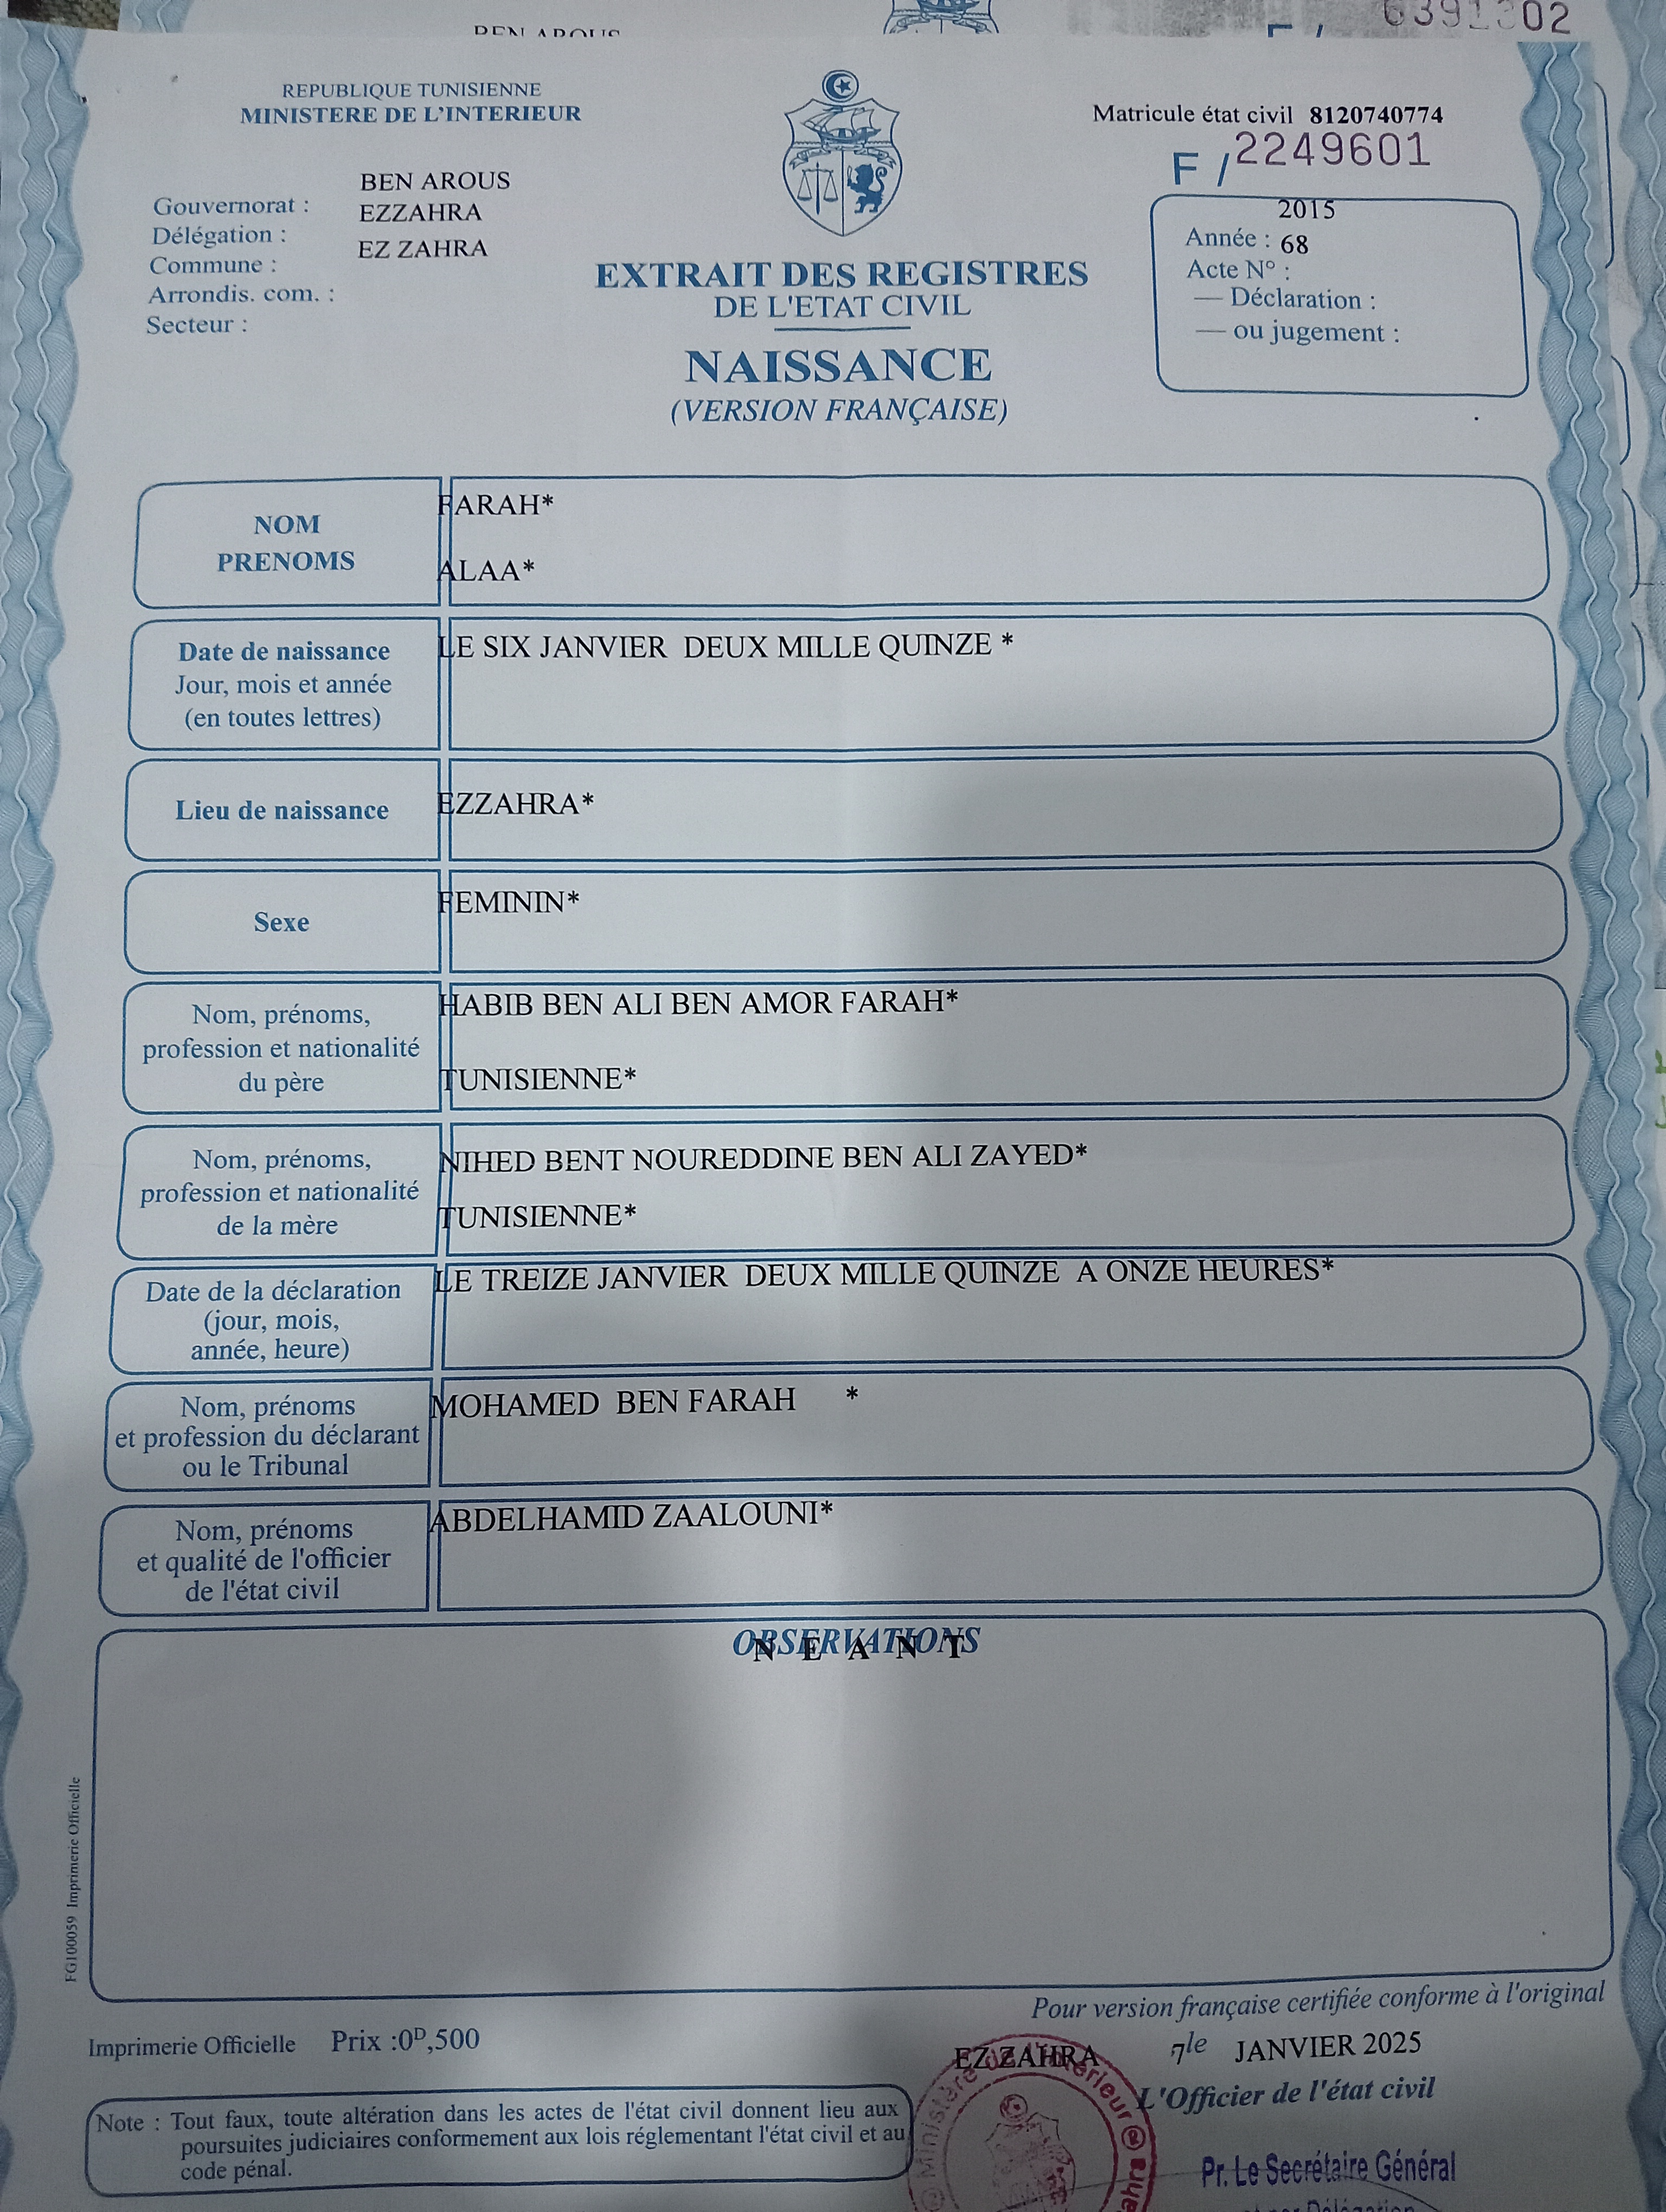 BEN AROUS
REPUBLIQUE TUNISIENNE
MINISTERE DE L'INTERIEUR
Matricule état civil 8120740774
F / 2249601
BEN AROUS
Gouvernorat :
EZZAHRA
Délégation :
EZ ZAHRA
Commune :
Arrondis. com. :
Secteur :
EXTRAIT DES REGISTRES
DE L'ETAT CIVIL
NAISSANCE
(VERSION FRANÇAISE)
2015
Année : 68
Acte N° :
— Déclaration :
— ou jugement :
NOM
PRENOMS
FARAH*
ALAA*
Date de naissance
Jour, mois et année
(en toutes lettres)
LE SIX JANVIER DEUX MILLE QUINZE *
Lieu de naissance
EZZAHRA*
Sexe
FEMININ*
Nom, prénoms,
profession et nationalité
du père
HABIB BEN ALI BEN AMOR FARAH*
TUNISIENNE*
Nom, prénoms,
profession et nationalité
de la mère
NIHED BENT NOUREDDINE BEN ALI ZAYED*
TUNISIENNE*
Date de la déclaration
(jour, mois,
année, heure)
LE TREIZE JANVIER DEUX MILLE QUINZE A ONZE HEURES*
Nom, prénoms
et profession du déclarant
ou le Tribunal
MOHAMED BEN FARAH *
Nom, prénoms
et qualité de l'officier
de l'état civil
ABDELHAMID ZAALOUNI*
OBSERVATIONS
N E A N T
FG100059 Imprimerie Officielle
Pour version française certifiée conforme à l'original
Imprimerie Officielle Prix :0D,500
EZ ZAHRA 7 le JANVIER 2025
L'Officier de l'état civil
Note : Tout faux, toute altération dans les actes de l'état civil donnent lieu aux
poursuites judiciaires conformement aux lois réglementant l'état civil et au
code pénal.
Ministère de l'intérieur
Pr. Le Secrétaire Général